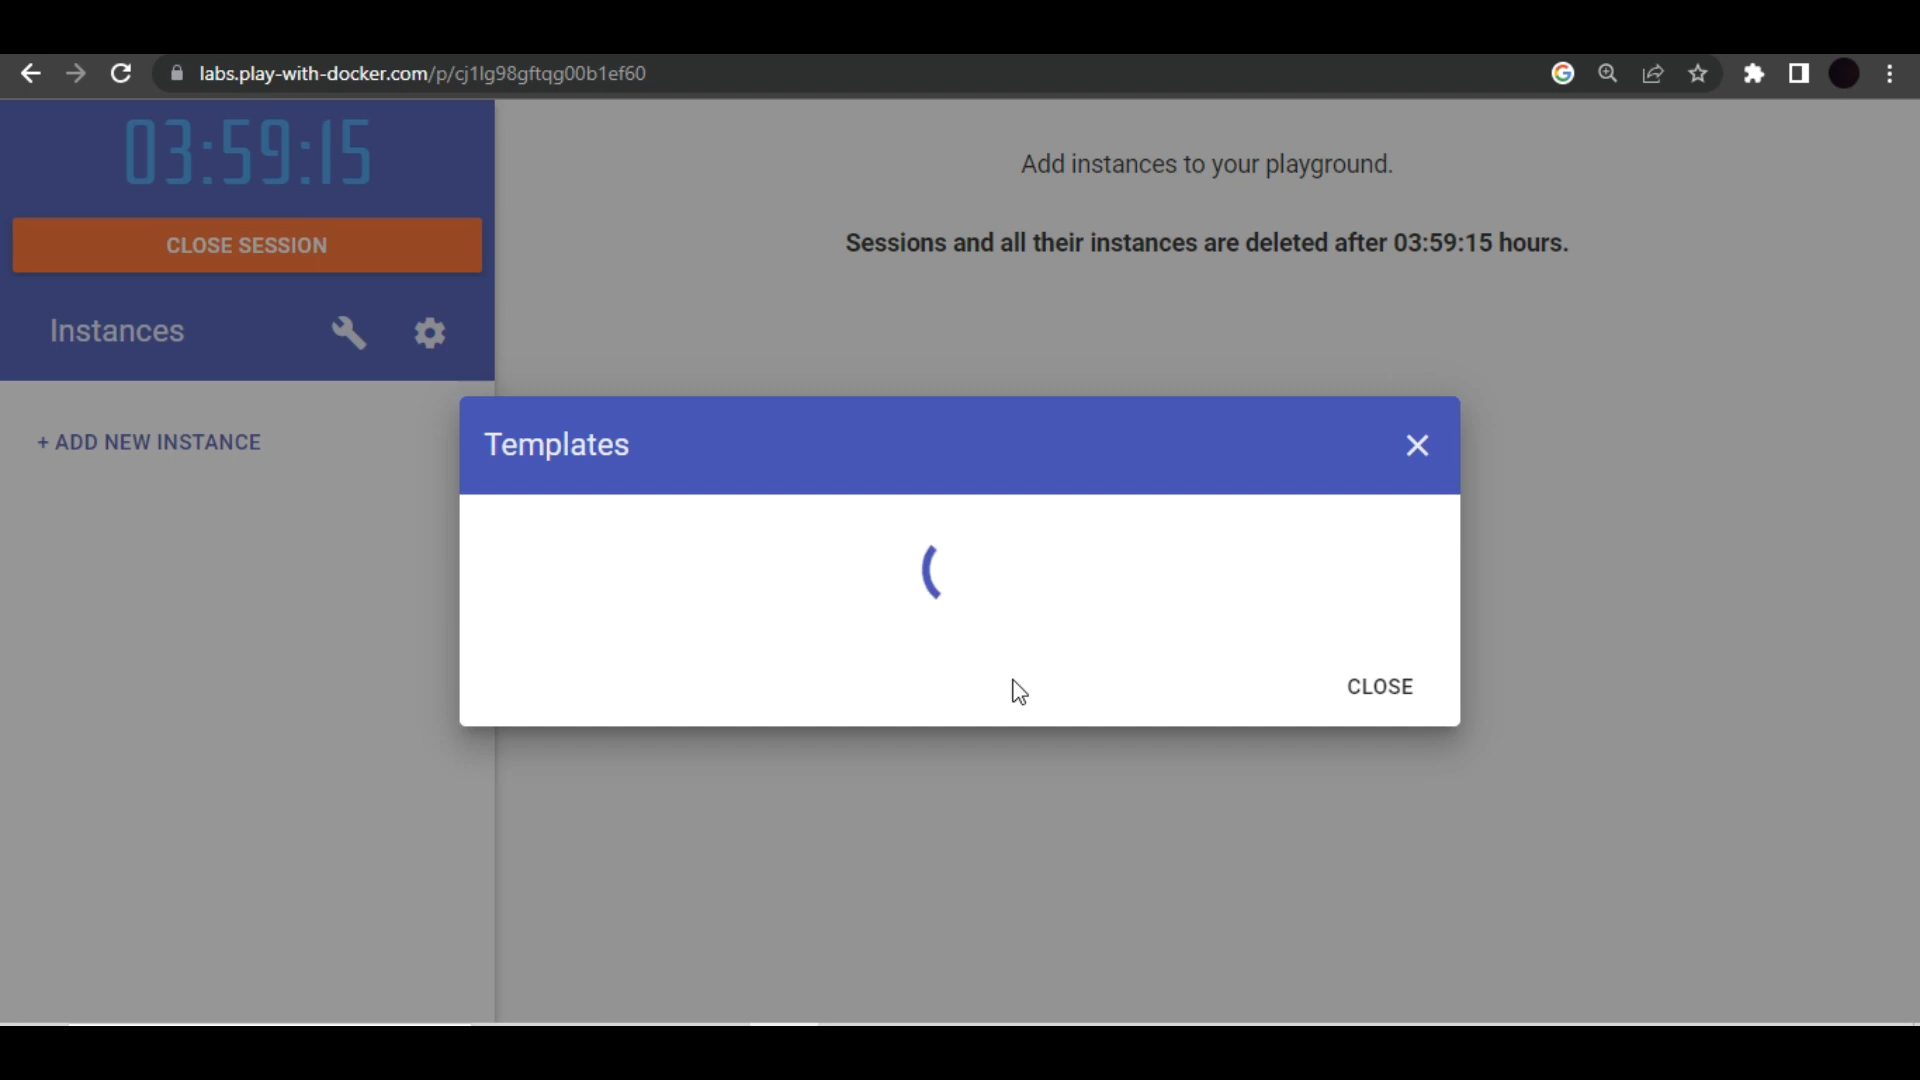 labs.play-with-docker.com/p/cj1lg98gftqg00b1ef60
03:59:15
CLOSE SESSION
Instances
+ ADD NEW INSTANCE
Add instances to your playground.
Sessions and all their instances are deleted after 03:59:15 hours.
Templates
CLOSE